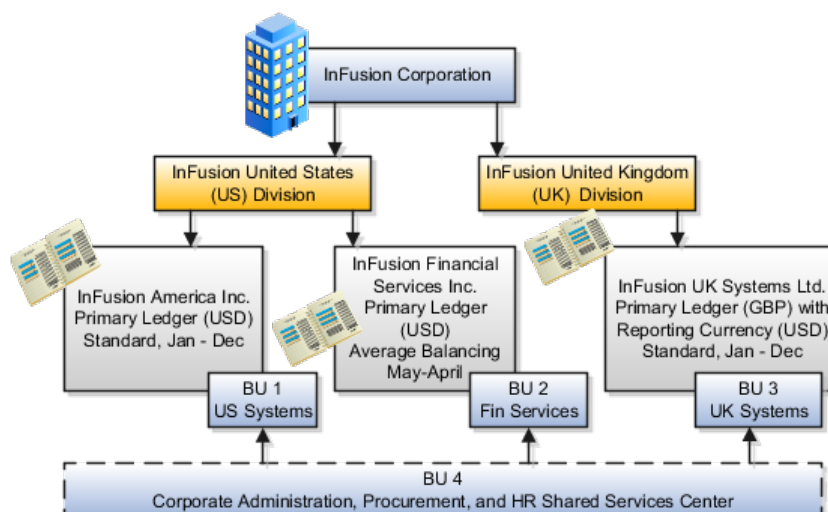 InFusion Corporation
InFusion United States
(US) Division
InFusion United Kingdom
(UK) Division
InFusion America Inc.
Primary Ledger (USD)
Standard, Jan - Dec
InFusion Financial
Services Inc.
Primary Ledger
(USD)
Average Balancing
May-April
InFusion UK Systems Ltd.
Primary Ledger (GBP) with
Reporting Currency (USD)
Standard, Jan - Dec
BU 1
US Systems
BU 2
Fin Services
BU 3
UK Systems
BU 4
Corporate Administration, Procurement, and HR Shared Services Center